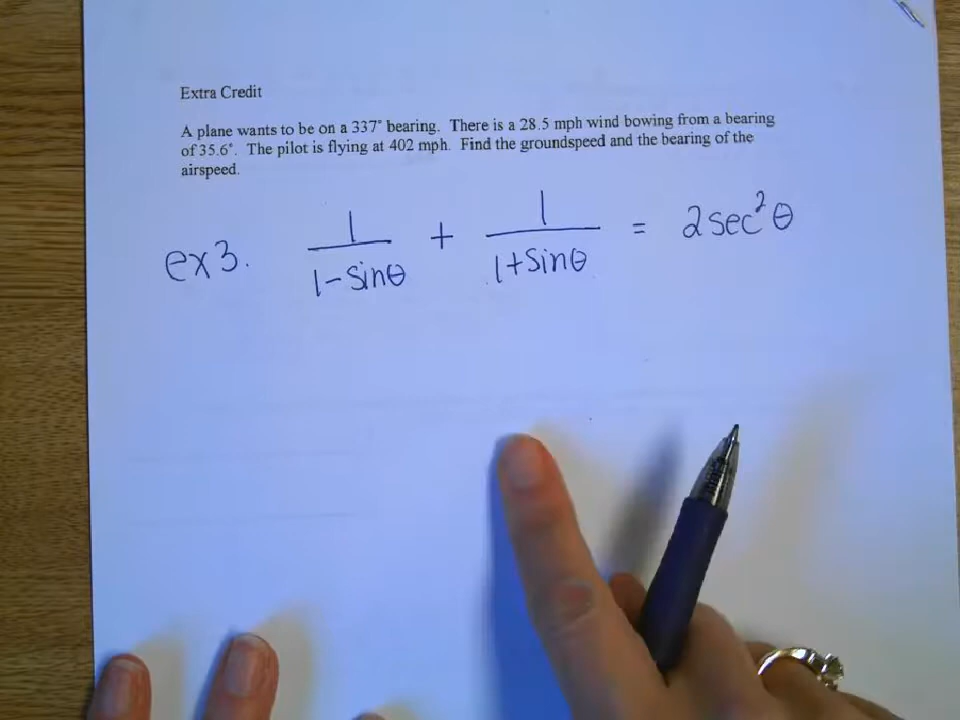 Extra Credit
A plane wants to be on a 337° bearing. There is a 28.5 mph wind bowing from a bearing
of 35.6°. The pilot is flying at 402 mph. Find the groundspeed and the bearing of the
airspeed.
ex3. 1/(1-sinθ) + 1/(1+sinθ) = 2sec²θ